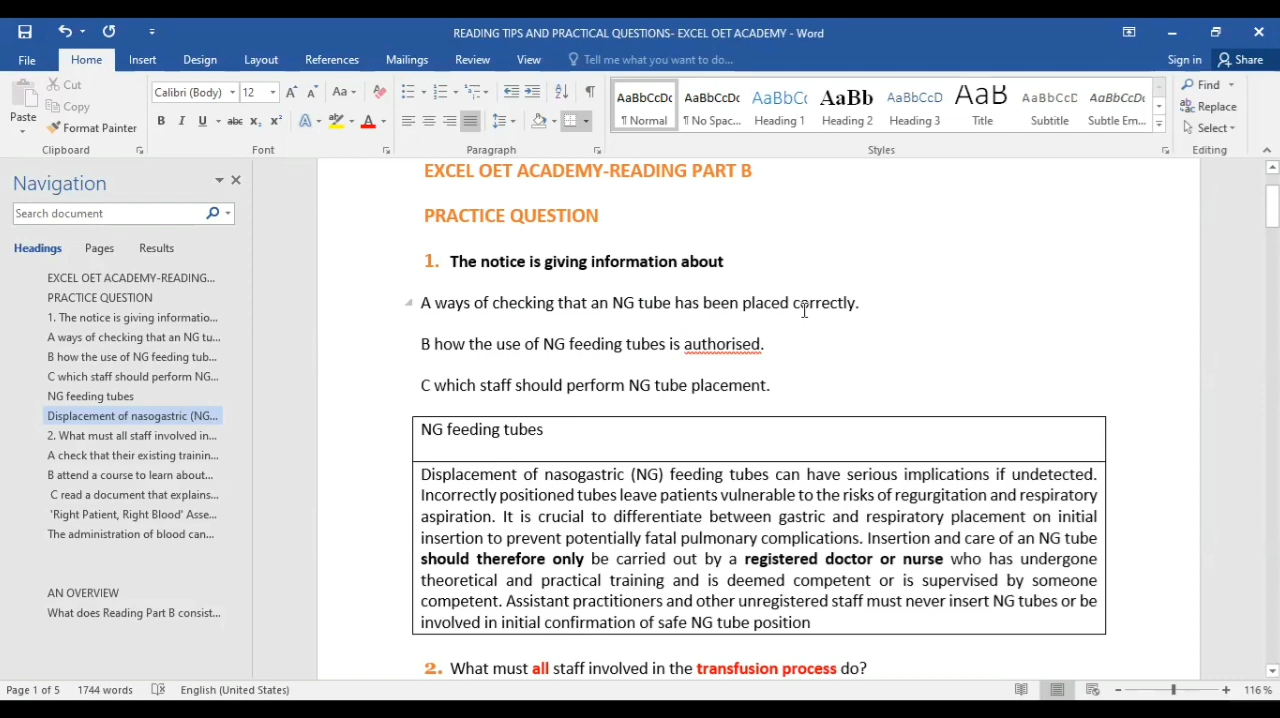 READING TIPS AND PRACTICAL QUESTIONS- EXCEL OET ACADEMY - Word
File Home Insert Design Layout References Mailings Review View Tell me what you want to do... Sign in Share
Paste Cut Copy Format Painter Clipboard
Calibri (Body) 12 Aa B I U abc X₂ X² A A Font
Paragraph
AaBbCcDc ¶ Normal
AaBbCcDc ¶ No Spac...
AaBbCc Heading 1
AaBb Heading 2
AaBbCcD Heading 3
AaB Title
AaBbCcC Subtitle
AaBbCcDc Subtle Em...
Styles
Find Replace Select Editing
Navigation
Search document
Headings Pages Results
EXCEL OET ACADEMY-READING...
PRACTICE QUESTION
1. The notice is giving informatio...
A ways of checking that an NG tu...
B how the use of NG feeding tub...
C which staff should perform NG...
NG feeding tubes
Displacement of nasogastric (NG...
2. What must all staff involved in...
A check that their existing trainin...
B attend a course to learn about...
C read a document that explains...
'Right Patient, Right Blood' Asse...
The administration of blood can...
AN OVERVIEW
What does Reading Part B consist...
EXCEL OET ACADEMY-READING PART B
PRACTICE QUESTION
1. The notice is giving information about
A ways of checking that an NG tube has been placed correctly.
B how the use of NG feeding tubes is authorised.
C which staff should perform NG tube placement.
NG feeding tubes
Displacement of nasogastric (NG) feeding tubes can have serious implications if undetected.
Incorrectly positioned tubes leave patients vulnerable to the risks of regurgitation and respiratory
aspiration. It is crucial to differentiate between gastric and respiratory placement on initial
insertion to prevent potentially fatal pulmonary complications. Insertion and care of an NG tube
should therefore only be carried out by a registered doctor or nurse who has undergone
theoretical and practical training and is deemed competent or is supervised by someone
competent. Assistant practitioners and other unregistered staff must never insert NG tubes or be
involved in initial confirmation of safe NG tube position
2. What must all staff involved in the transfusion process do?
Page 1 of 5 1744 words English (United States) 116 %